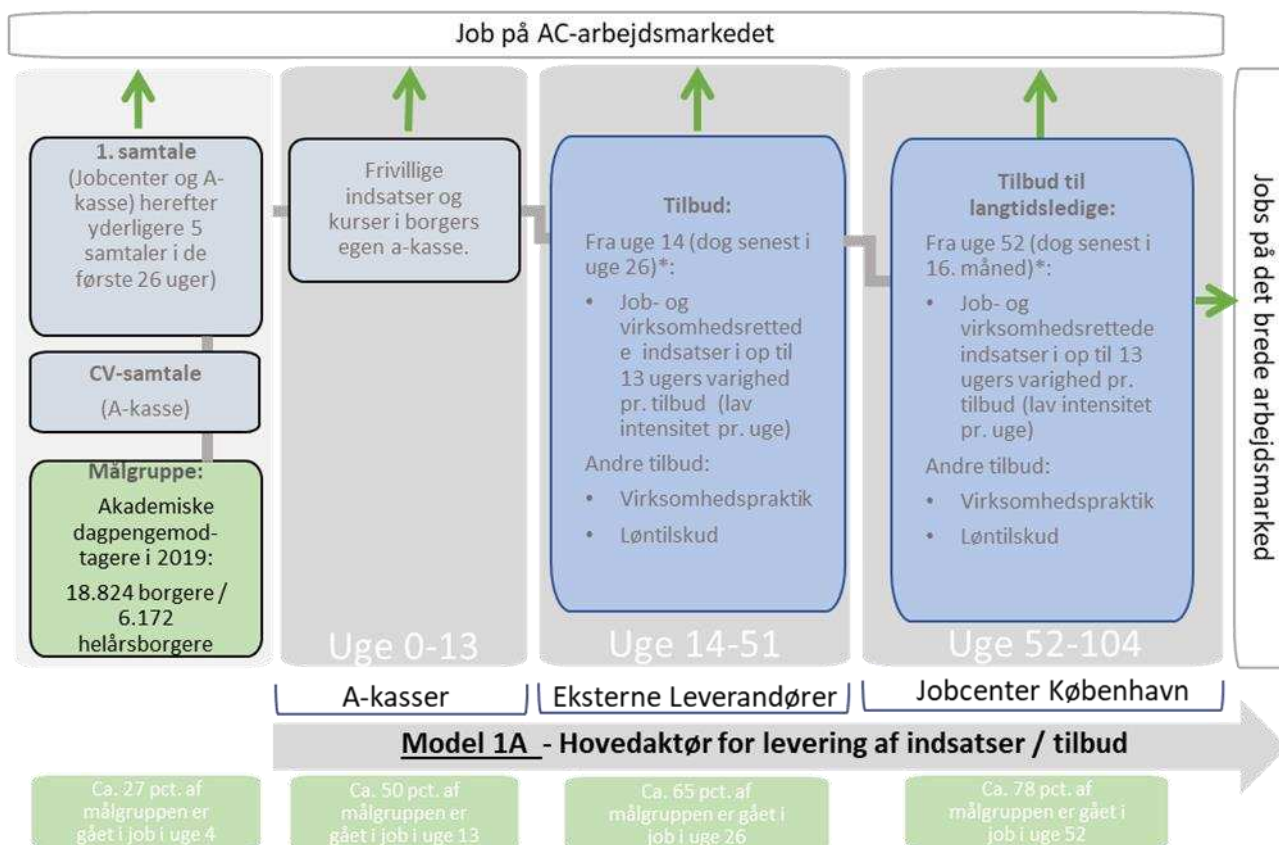 Job på AC-arbejdsmarkedet
1. samtale
(Jobcenter og A-
kasse) herefter
yderligere 5
samtaler i de
første 26 uger)
CV-samtale
(A-kasse)
Målgruppe:
Akademiske
dagpengemod-
tagere i 2019:
18.824 borgere /
6.172
helårsborgere
Frivillige
indsatser og
kurser i borgers
egen a-kasse.
Uge 0-13
Tilbud:
Fra uge 14 (dog senest i
uge 26)*:
• Job- og
virksomhedsretted
e indsatser i op til
13 ugers varighed
pr. tilbud (lav
intensitet pr. uge)
Andre tilbud:
• Virksomhedspraktik
• Løntilskud
Uge 14-51
Tilbud til
langtidsledige:
Fra uge 52 (dog senest i
16. måned)*:
• Job- og
virksomhedsrettede
indsatser i op til 13
ugers varighed pr.
tilbud (lav intensitet
pr. uge)
Andre tilbud:
• Virksomhedspraktik
• Løntilskud
Uge 52-104
Jobs på det brede arbejdsmarked
A-kasser
Eksterne Leverandører
Jobcenter København
Model 1A - Hovedaktør for levering af indsatser / tilbud
Ca. 27 pct. af
målgruppen er
gået i job i uge 4
Ca. 50 pct. af
målgruppen er
gået i job i uge 13
Ca. 65 pct. af
målgruppen er gået i
job i uge 26
Ca. 78 pct. af
målgruppen er gået i
job i uge 52